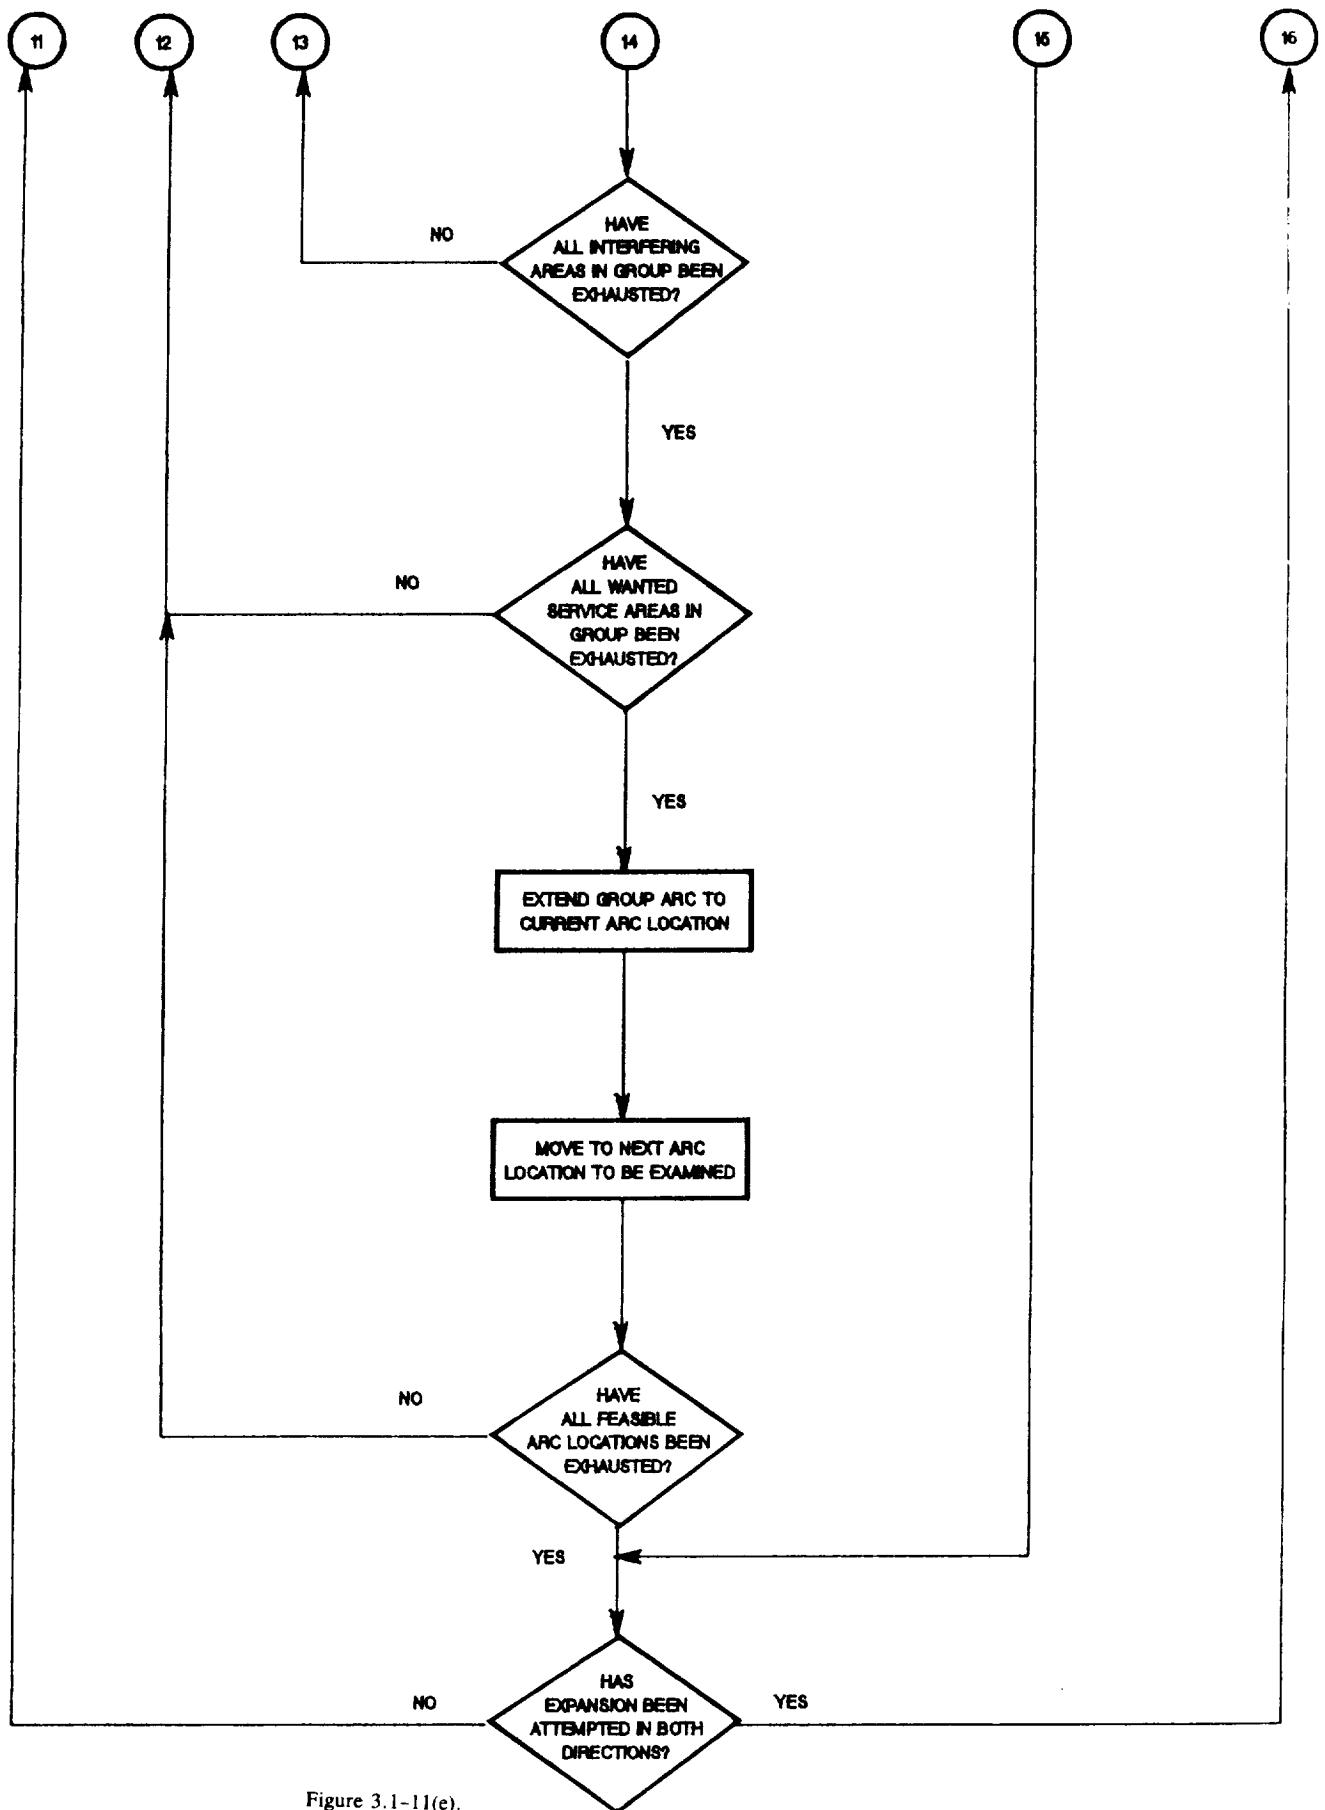 11
12
13
14
15
16
HAVE
ALL INTERFERING
AREAS IN GROUP BEEN
EXHAUSTED?
NO
YES
HAVE
ALL WANTED
SERVICE AREAS IN
GROUP BEEN
EXHAUSTED?
NO
YES
EXTEND GROUP ARC TO
CURRENT ARC LOCATION
MOVE TO NEXT ARC
LOCATION TO BE EXAMINED
HAVE
ALL FEASIBLE
ARC LOCATIONS BEEN
EXHAUSTED?
NO
YES
HAS
EXPANSION BEEN
ATTEMPTED IN BOTH
DIRECTIONS?
NO
YES
Figure 3.1-11(e).